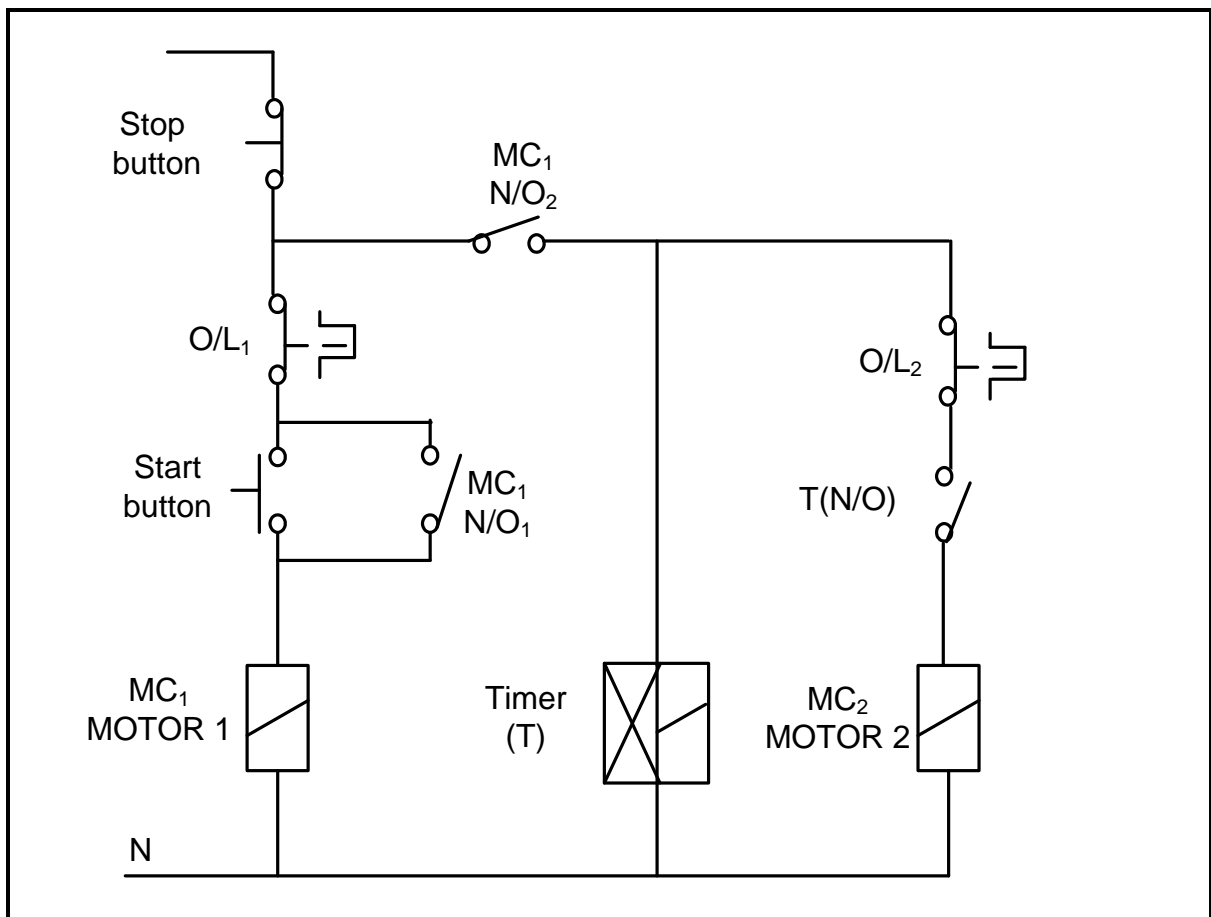 Stop
button
MC₁
N/O₂
O/L₁
O/L₂
Start
button
MC₁
N/O₁
T(N/O)
MC₁
MOTOR 1
Timer
(T)
MC₂
MOTOR 2
N